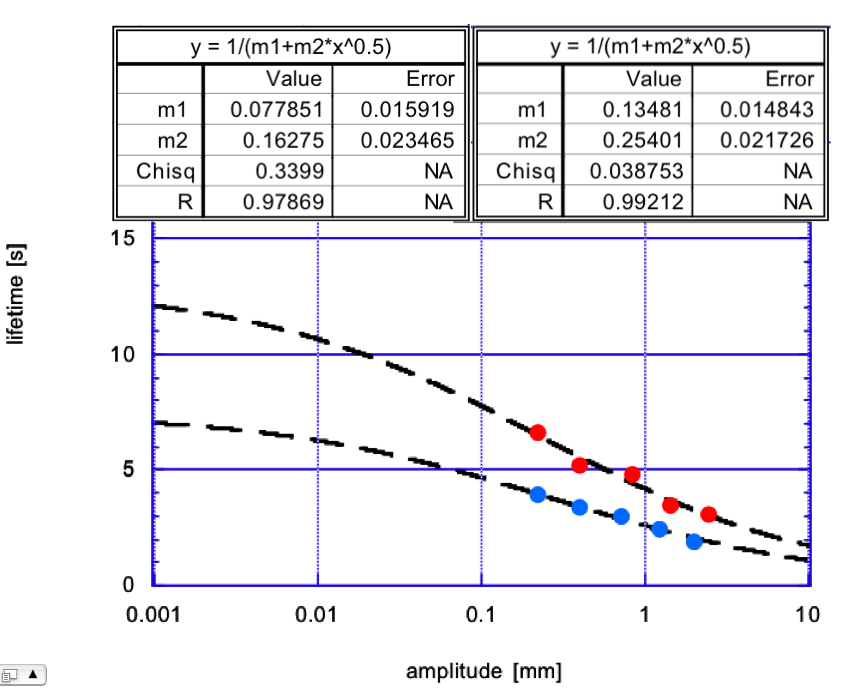 y = 1/(m1+m2*x^0.5)
Value Error
m1 0.077851 0.015919
m2 0.16275 0.023465
Chisq 0.3399 NA
R 0.97869 NA
y = 1/(m1+m2*x^0.5)
Value Error
m1 0.13481 0.014843
m2 0.25401 0.021726
Chisq 0.038753 NA
R 0.99212 NA
lifetime [s]
15
10
5
0
0.001 0.01 0.1 1 10
amplitude [mm]